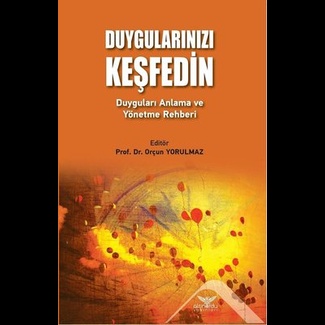 DUYGULARINIZI
KEŞFEDİN
Duyguları Anlama ve
Yönetme Rehberi
Editör
Prof. Dr. Orçun YORULMAZ